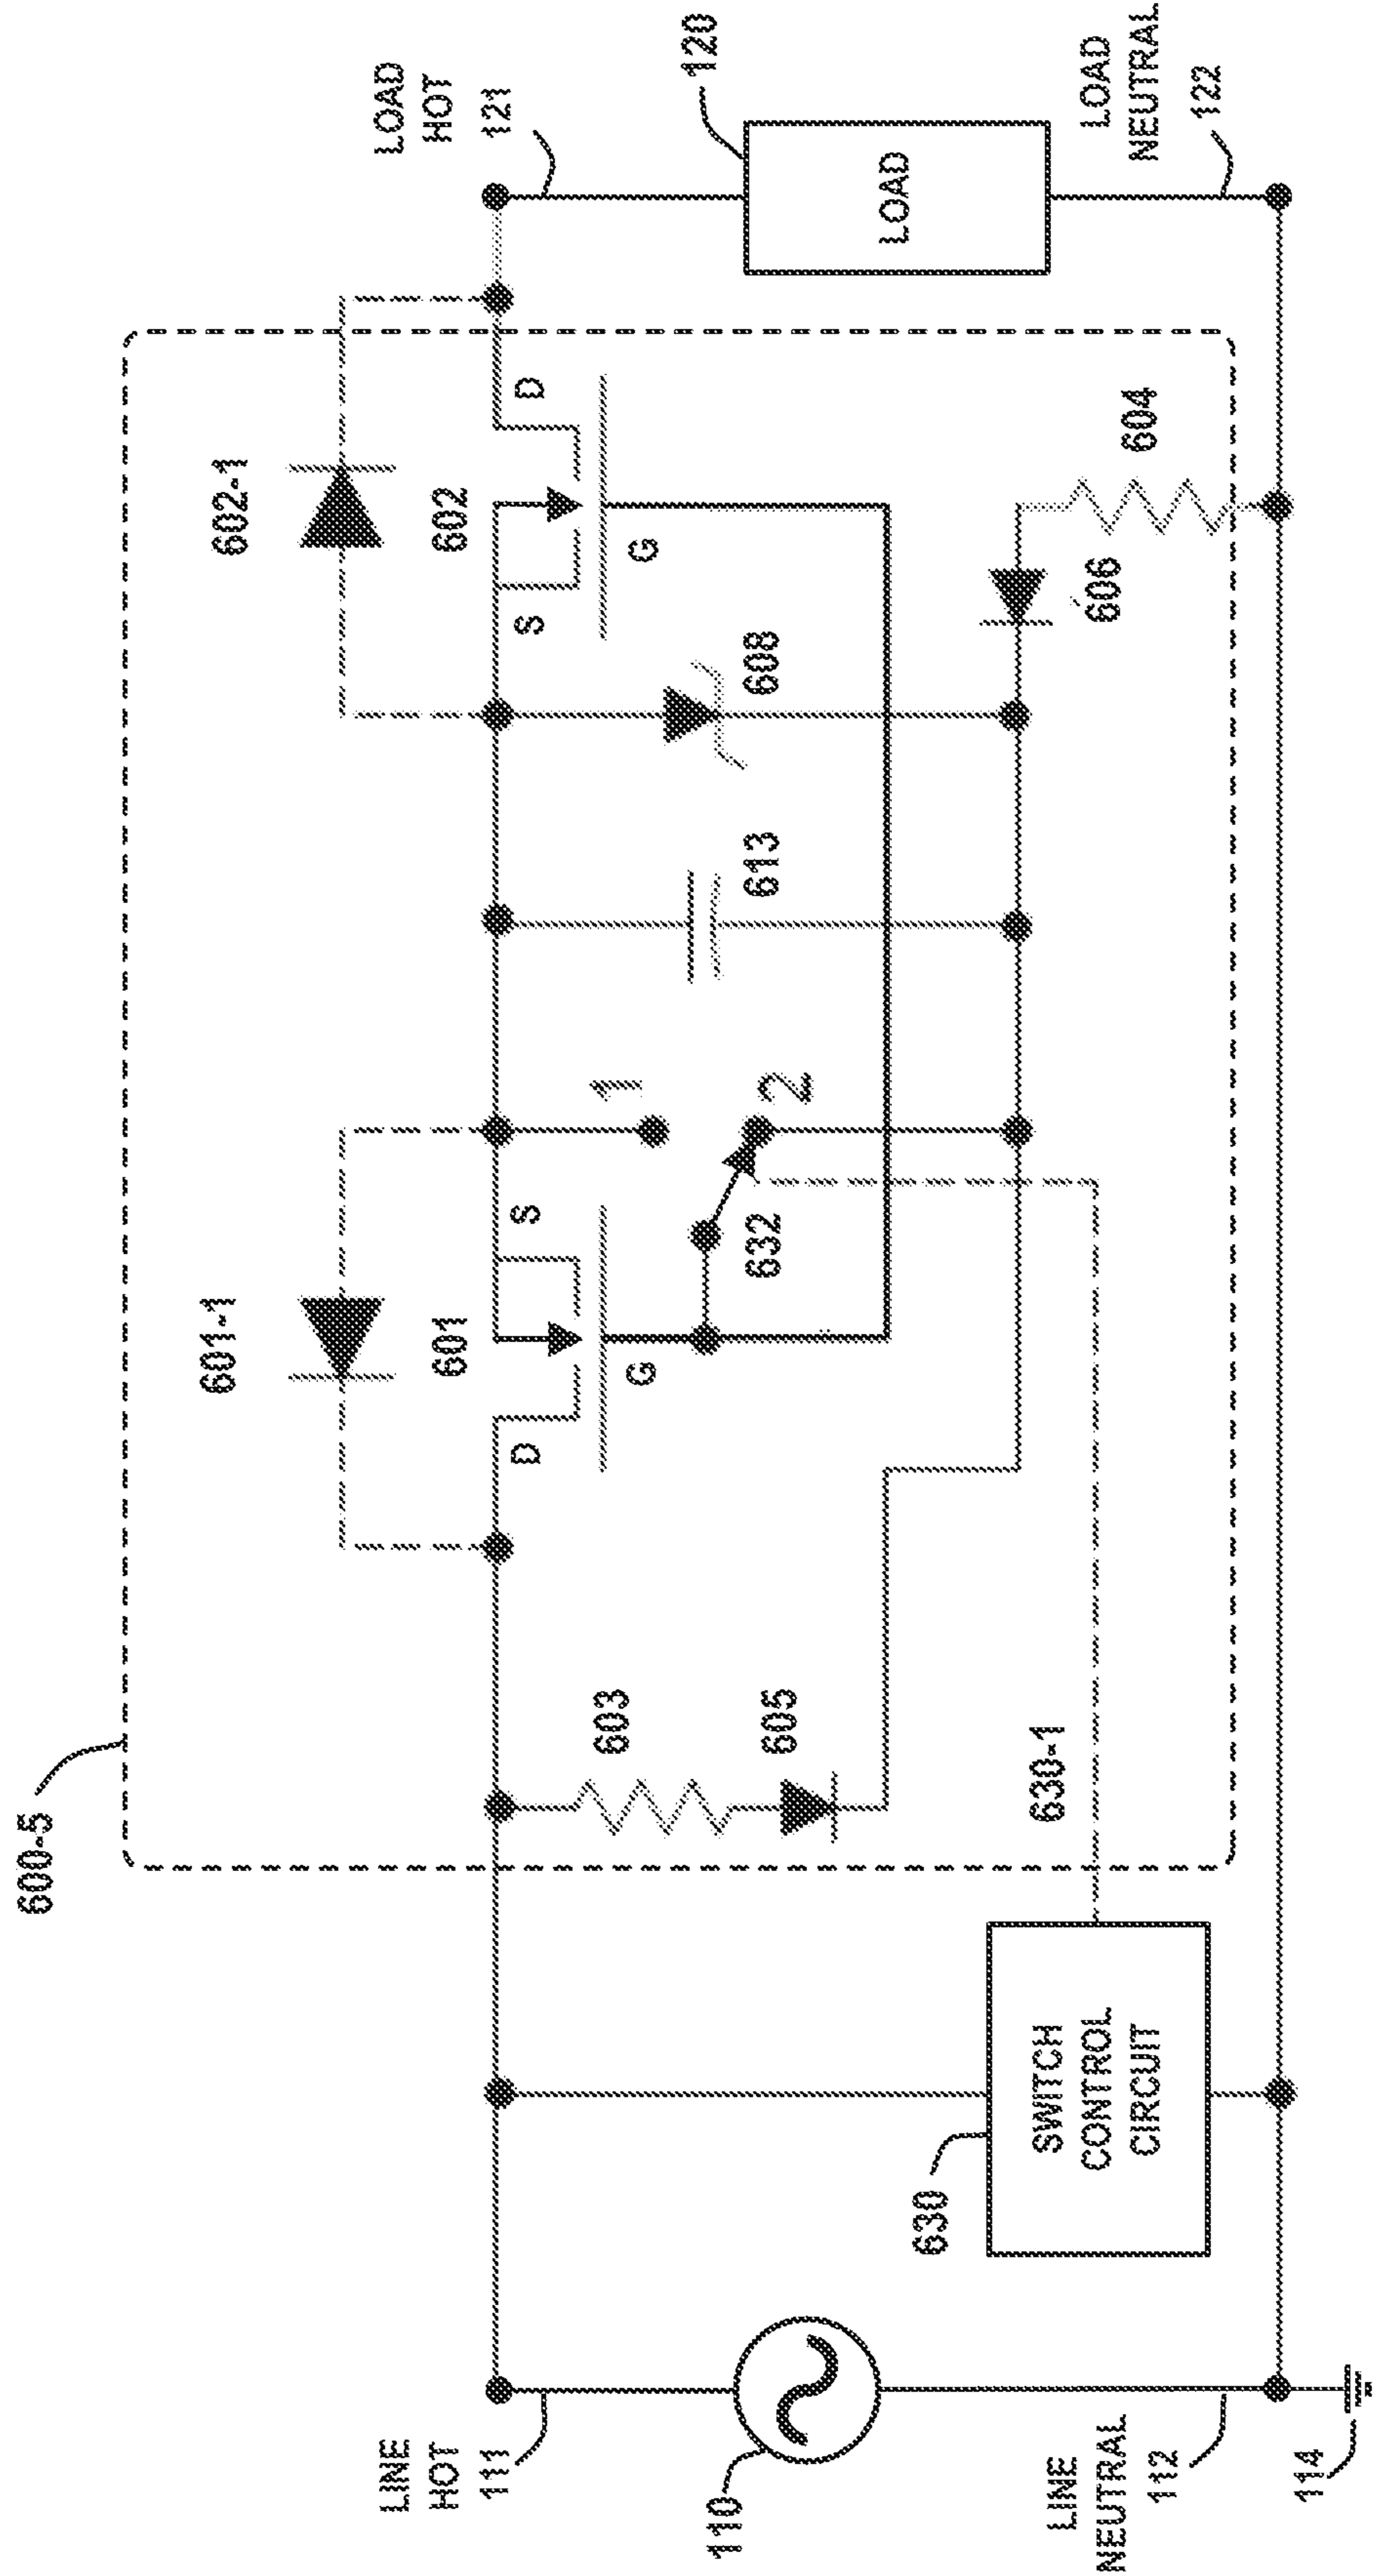 600-5
601-1
602-1
LOAD
HOT
121
601
602
120
D
S
S
D
G
G
LOAD
603
605
632
1
2
613
608
604
606
LOAD
NEUTRAL
122
LINE
HOT
111
110
630
SWITCH
CONTROL
CIRCUIT
630-1
LINE
NEUTRAL
112
114